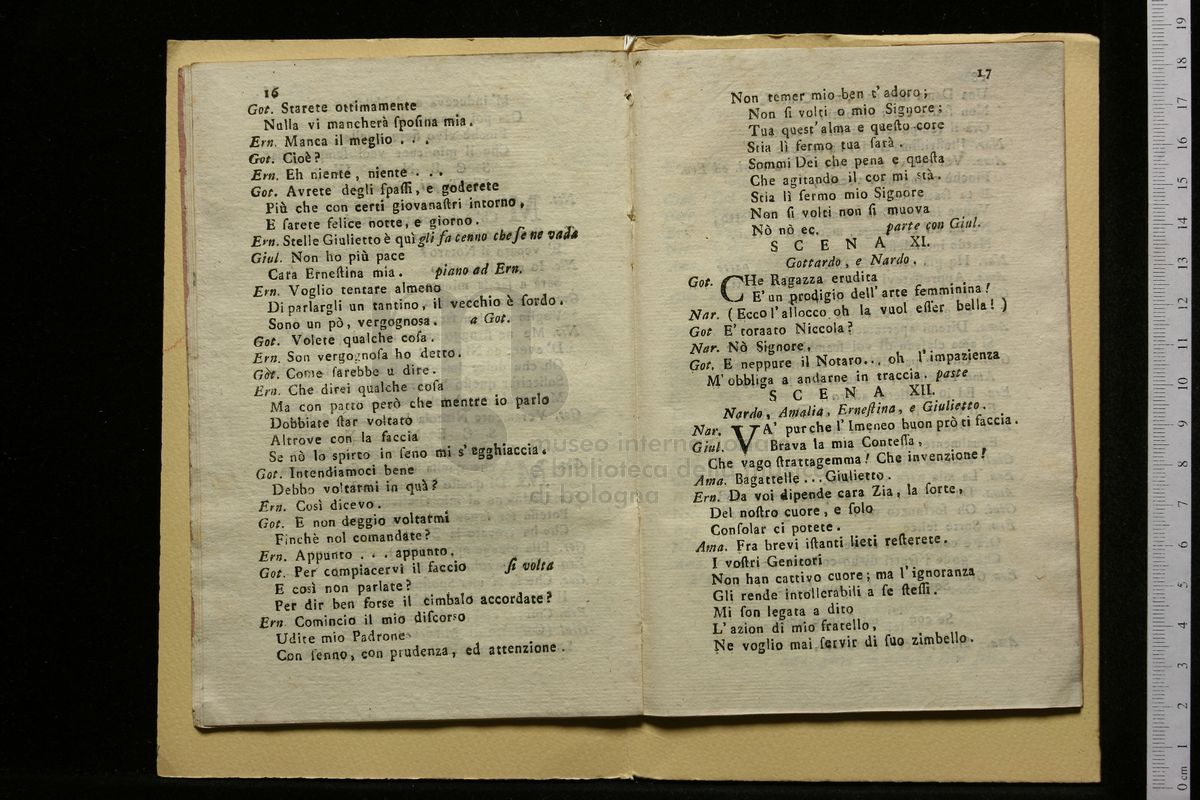 16
Got. Starete ottimamente
Nulla vi mancherà ſpoſina mia.
Ern. Manca il meglio . . .
Got. Cioè?
Ern. Eh niente, niente . . .
Got. Avrete degli ſpaſſi, e goderete
Più che con certi giovanaſtri intorno,
E ſarete felice notte, e giorno.
Ern. Stelle Giulietto è quì gli fa cenno che ſe ne vada
Giul. Non ho più pace
Cara Erneſtina mia. piano ad Ern.
Ern. Voglio tentare almeno
Di parlargli un tantino, il vecchio è ſordo.
Sono un pò, vergognosa. a Got.
Got. Volete qualche coſa.
Ern. Son vergognoſa ho detto.
Got. Come ſarebbe a dire.
Ern. Che direi qualche coſa
Ma con patto però che mentre io parlo
Dobbiate ſtar voltato
Altrove con la faccia
Se nò lo ſpirto in ſeno mi s'agghiaccia.
Got. Intendiamoci bene
Debbo voltarmi in quà?
Ern. Così dicevo.
Got. E non deggio voltarmi
Finchè nol comandate?
Ern. Appunto . . . appunto.
Got. Per compiacervi il faccio ſi volta
E così non parlate?
Per dir ben forse il cimbalo accordate?
Ern Comincio il mio diſcorso
Udite mio Padrone
Con ſenno, con prudenza, ed attenzione.
17
Non temer mio ben t'adoro;
Non ſi volti o mio Signore;
Tua quest'alma e queſto core
Stia lì fermo tua ſarà.
Sommi Dei che pena e queſta
Che agitando il cor mi stà.
Stia lì fermo mio Signore
Non ſi volti non ſi muova
Nò nò ec. parte con Giul.
SCENA XI.
Gottardo, e Nardo.
Got. CHe Ragazza erudita
E' un prodigio dell'arte femminina!
Nar. (Ecco l'allocco oh la vuol eſſer bella!)
Got E' tornato Niccola?
Nar. Nò Signore,
Got. E neppure il Notaro... oh l'impazienza
M'obbliga a andarne in traccia. parte
SCENA XII.
Nardo, Amalia, Erneſtina, e Giulietto.
Nar. VA' purche l'Imeneo buon prò ti faccia.
Giul. Brava la mia Conteſſa,
Che vago ſtrattagemma! Che invenzione!
Ama. Bagattelle... Giulietto.
Ern. Da voi dipende cara Zia, la ſorte,
Del noſtro cuore, e ſolo
Conſolar ci potete.
Ama. Fra brevi iſtanti lieti reſterete.
I voſtri Genitori
Non han cattivo cuore; ma l'ignoranza
Gli rende intollerabili a ſe ſteſſi.
Mi ſon legata a dito
L'azion di mio fratello,
Ne voglio mai ſervir di ſuo zimbello.
museo internazionale
e biblioteca della musica
di bologna